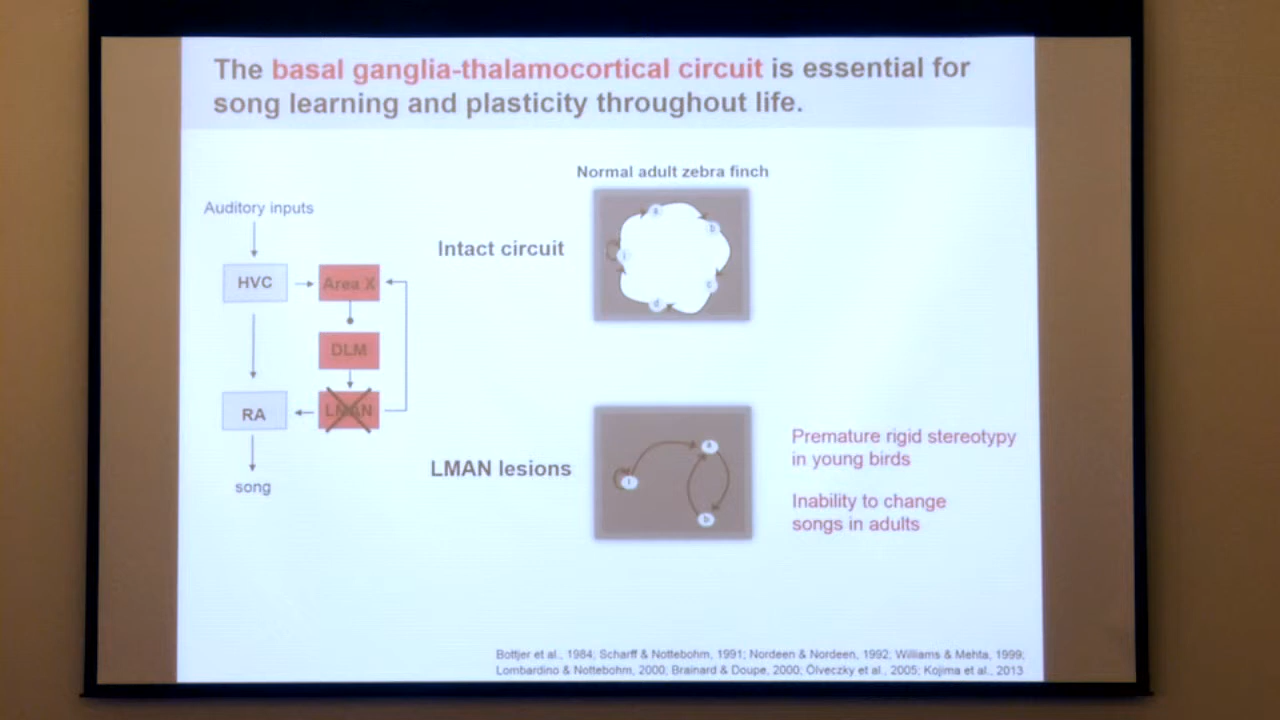 The basal ganglia-thalamocortical circuit is essential for
song learning and plasticity throughout life.
Normal adult zebra finch
Auditory inputs
Intact circuit
HVC
Area X
DLM
RA
LMAN
song
a
b
c
d
i
LMAN lesions
a
i
b
Premature rigid stereotypy
in young birds
Inability to change
songs in adults
Bottjer et al., 1984; Scharff & Nottebohm, 1991; Nordeen & Nordeen, 1992; Williams & Mehta, 1999;
Lombardino & Nottebohm, 2000; Brainard & Doupe, 2000; Ölveczky et al., 2005; Kojima et al., 2013